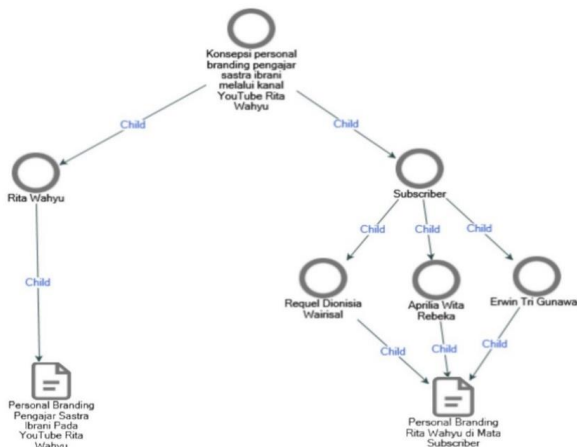 Konsepsi personal
branding pengajar
sastra ibrani
melalui kanal
YouTube Rita
Wahyu
Child
Child
Rita Wahyu
Subscriber
Child
Child
Child
Child
Requel Dionisia
Wairisal
Aprilia Wita
Rebeka
Erwin Tri Gunawa
Child
Child
Child
Personal Branding
Pengajar Sastra
Ibrani Pada
YouTube Rita
Wahyu
Personal Branding
Rita Wahyu di Mata
Subscriber